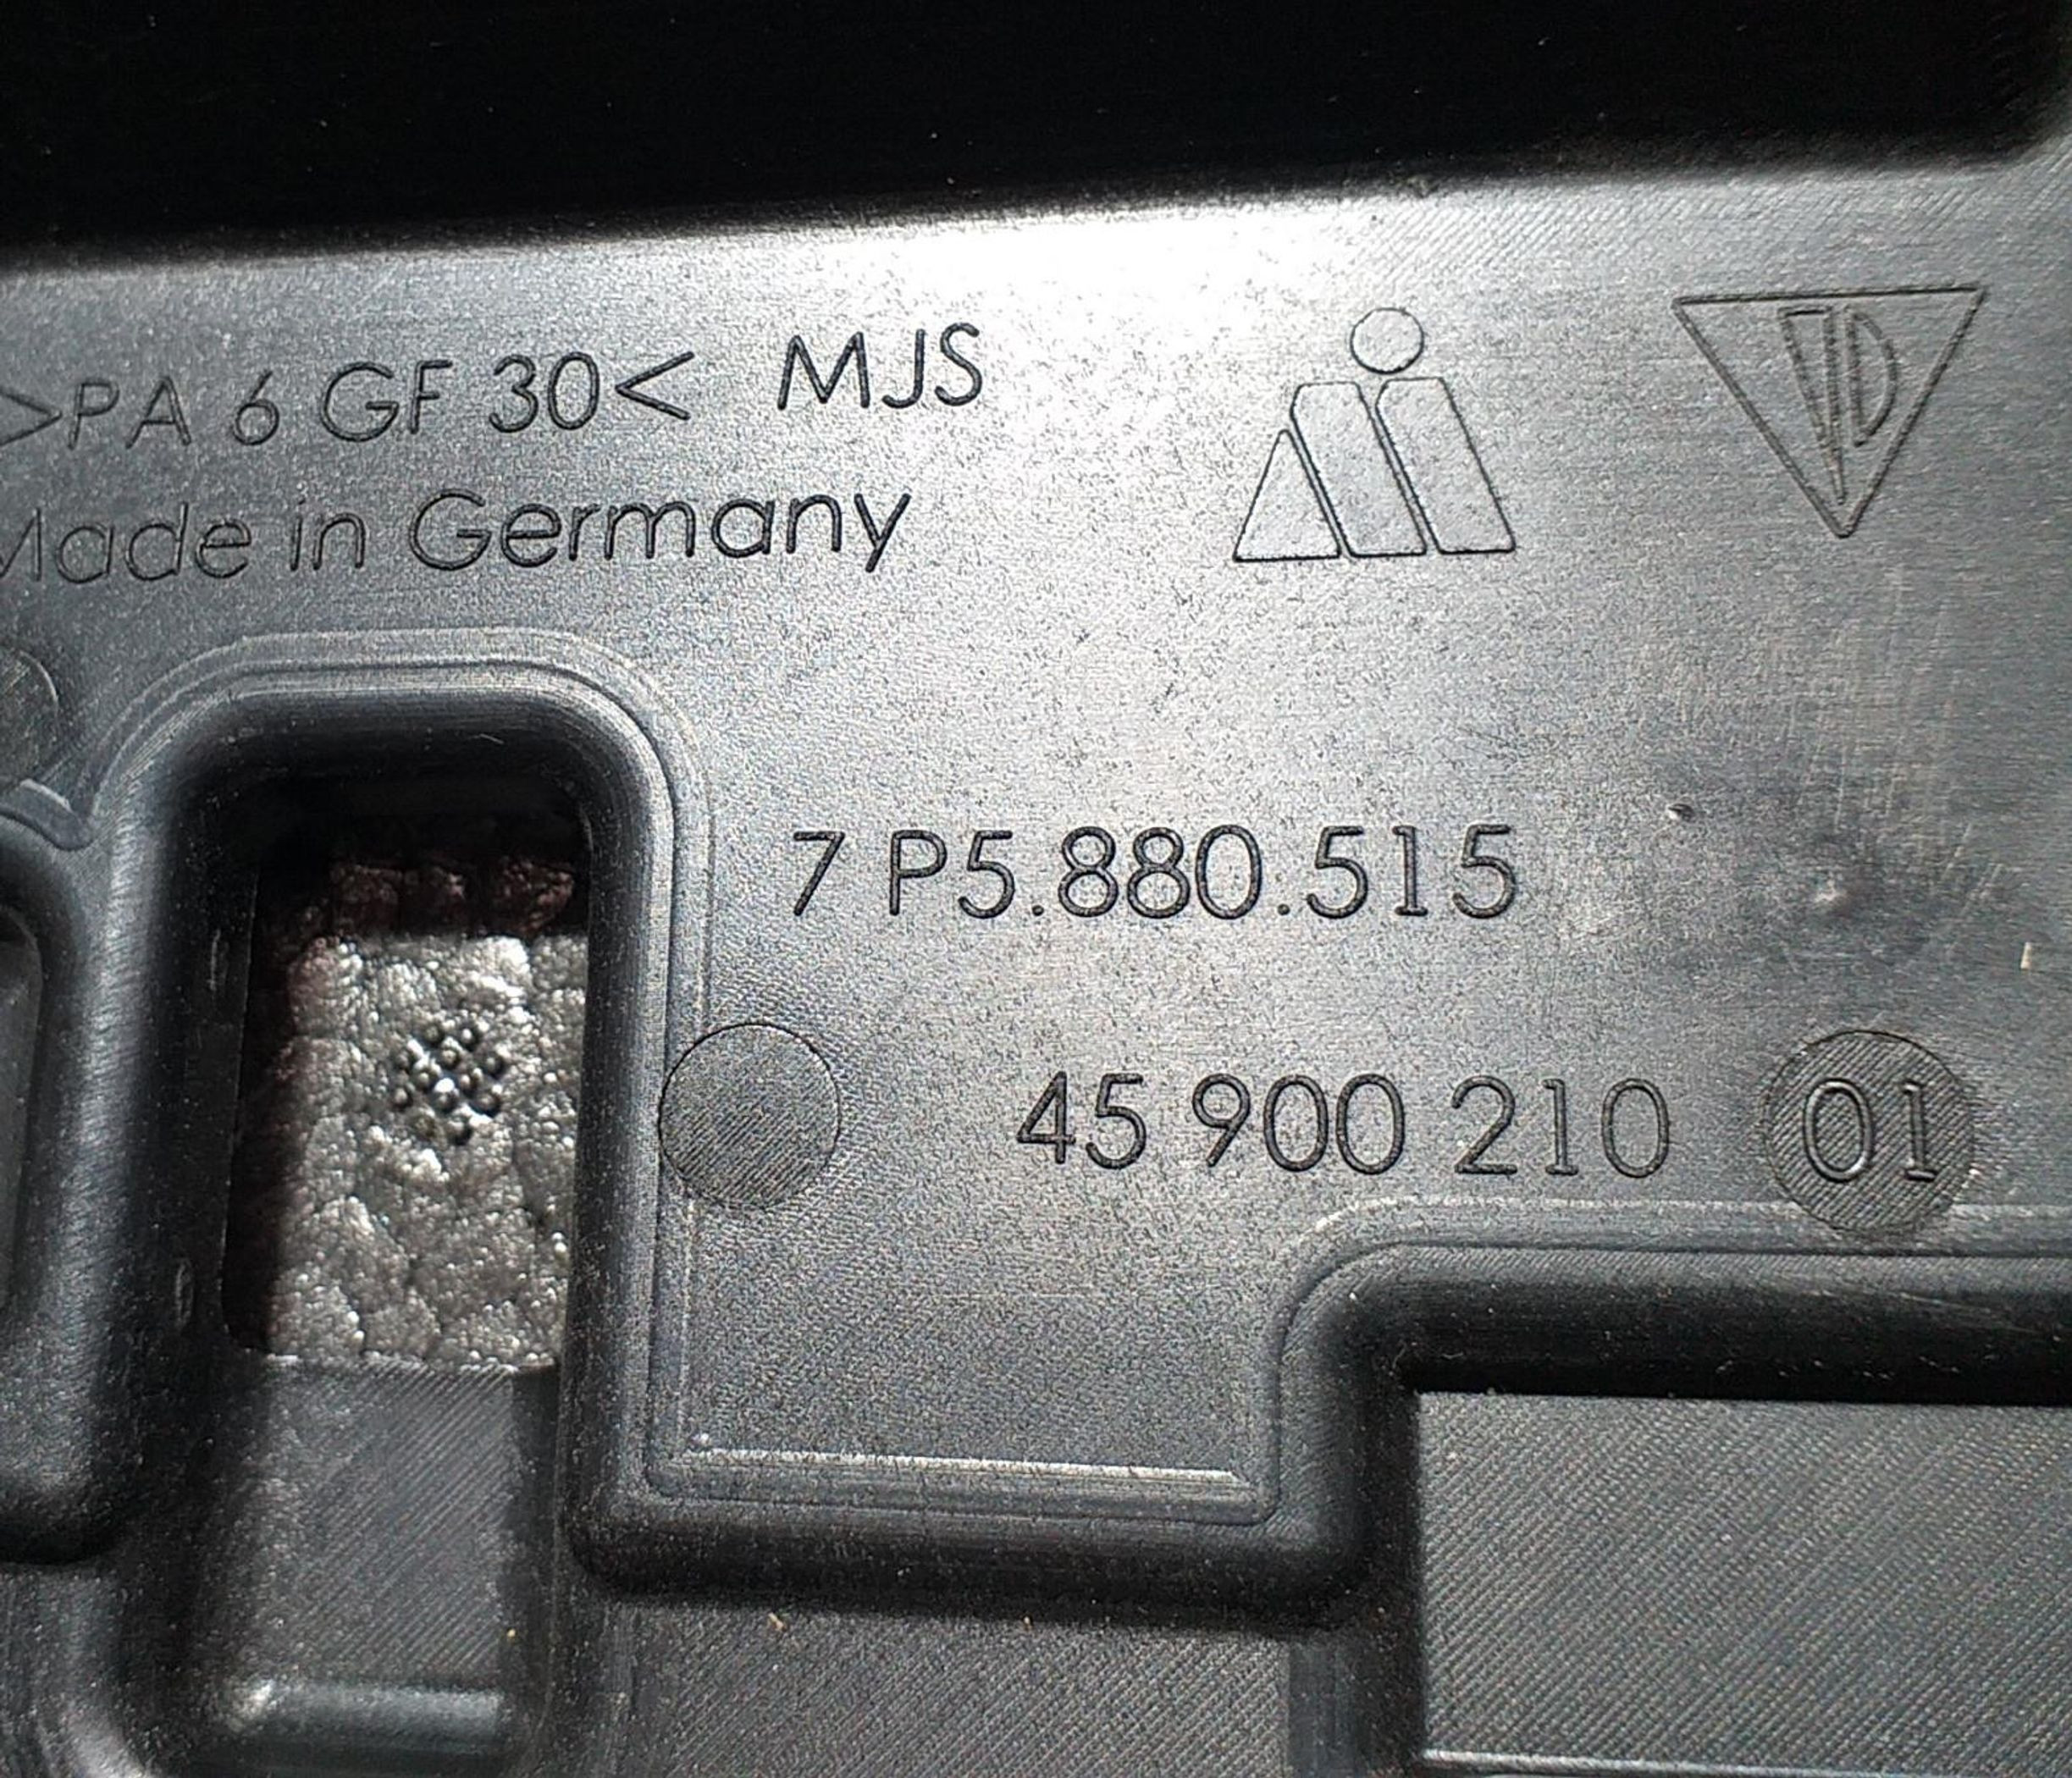 >PA 6 GF 30< MJS
Made in Germany
7 P5.880.515
45 900 210 01